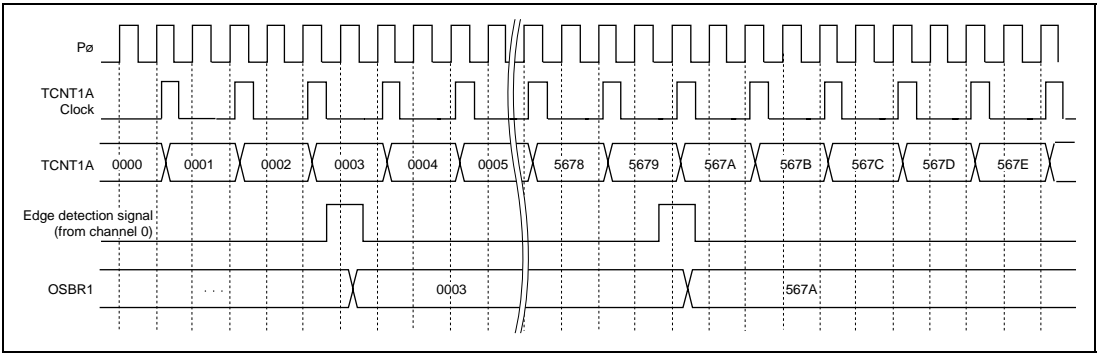 Pø
TCNT1A
Clock
TCNT1A 0000 0001 0002 0003 0004 0005 5678 5679 567A 567B 567C 567D 567E
Edge detection signal
(from channel 0)
OSBR1 . . . 0003 567A